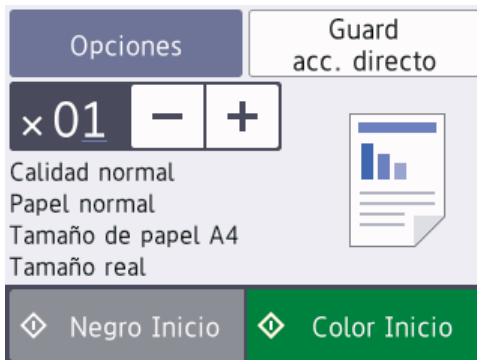 Opciones
Guard
acc. directo
×01
− +
Calidad normal
Papel normal
Tamaño de papel A4
Tamaño real
Negro Inicio
Color Inicio